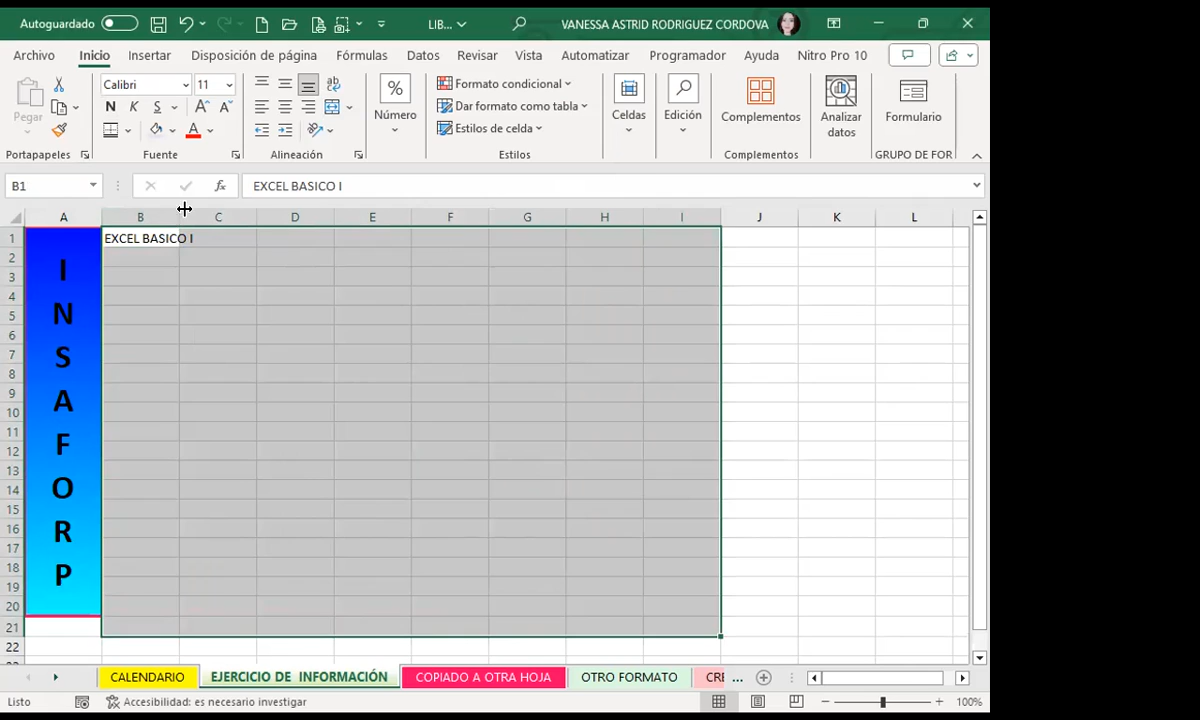 Autoguardado LIB... VANESSA ASTRID RODRIGUEZ CORDOVA
Archivo Inicio Insertar Disposición de página Fórmulas Datos Revisar Vista Automatizar Programador Ayuda Nitro Pro 10
Pegar
Portapapeles
Calibri 11
N K S A A
A
Fuente
ab
Alineación
%
Número
Formato condicional
Dar formato como tabla
Estilos de celda
Estilos
Celdas
Edición
Complementos
Complementos
Analizar
datos
Formulario
GRUPO DE FOR
B1 fx EXCEL BASICO I
A B C D E F G H I J K L
1 EXCEL BASICO I
2
3
4
5
6
7
8
9
10
11
12
13
14
15
16
17
18
19
20
21
22
I
N
S
A
F
O
R
P
CALENDARIO EJERCICIO DE INFORMACIÓN COPIADO A OTRA HOJA OTRO FORMATO CRE ...
Listo Accesibilidad: es necesario investigar 100%